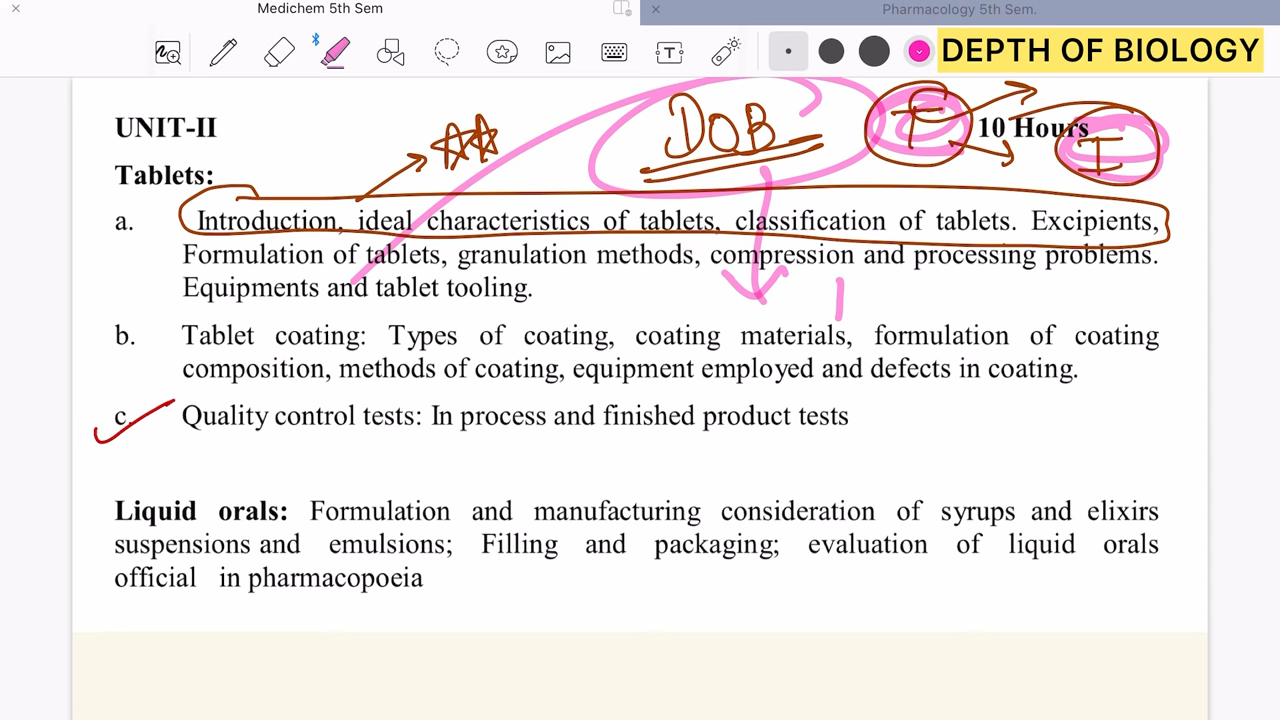 Medichem 5th Sem
Pharmacology 5th Sem.
T
DEPTH OF BIOLOGY
UNIT-II
DOB
T
10 Hours
I
Tablets:
a. Introduction, ideal characteristics of tablets, classification of tablets. Excipients,
Formulation of tablets, granulation methods, compression and processing problems.
Equipments and tablet tooling.
b. Tablet coating: Types of coating, coating materials, formulation of coating
composition, methods of coating, equipment employed and defects in coating.
c. Quality control tests: In process and finished product tests
Liquid orals: Formulation and manufacturing consideration of syrups and elixirs
suspensions and emulsions; Filling and packaging; evaluation of liquid orals
official in pharmacopoeia